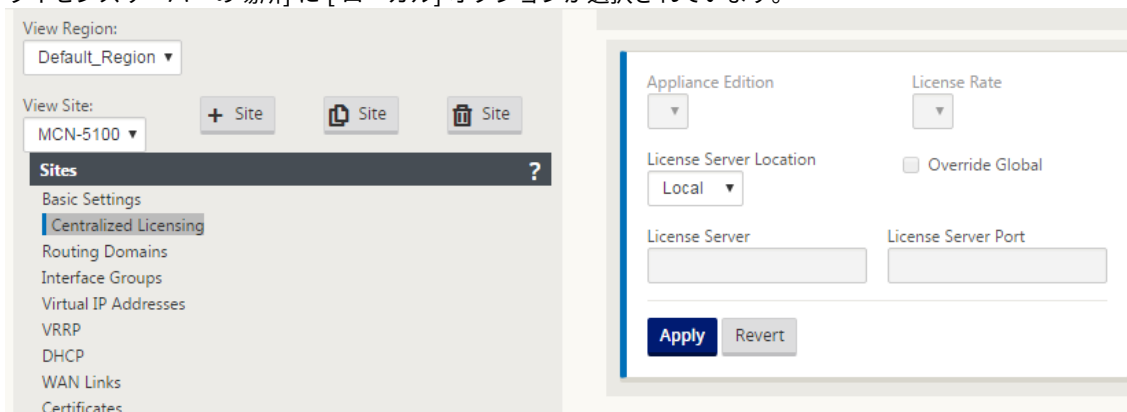 View Region:
Default_Region
View Site:
MCN-5100
+ Site
Site
Site
Sites ?
Basic Settings
Centralized Licensing
Routing Domains
Interface Groups
Virtual IP Addresses
VRRP
DHCP
WAN Links
Certificates
Appliance Edition License Rate
License Server Location
Override Global
Local
License Server License Server Port
Apply Revert